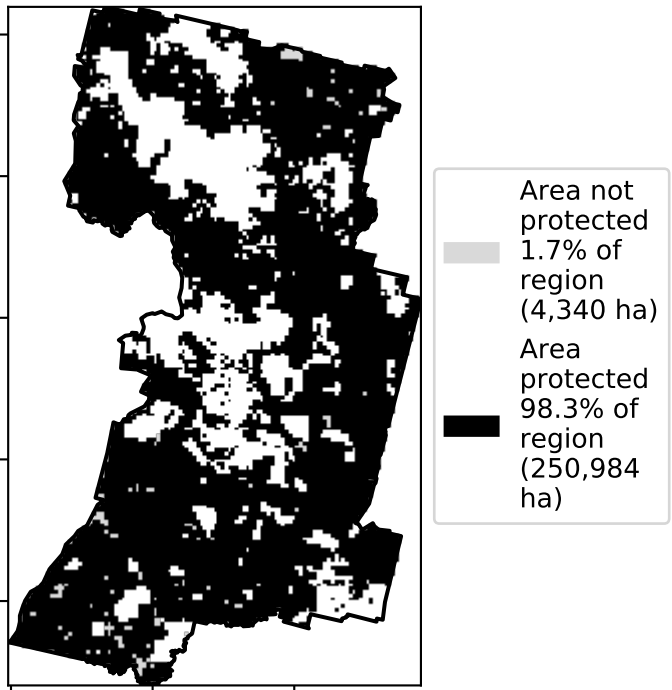 Area not
protected
1.7% of
region
(4,340 ha)
Area
protected
98.3% of
region
(250,984
ha)